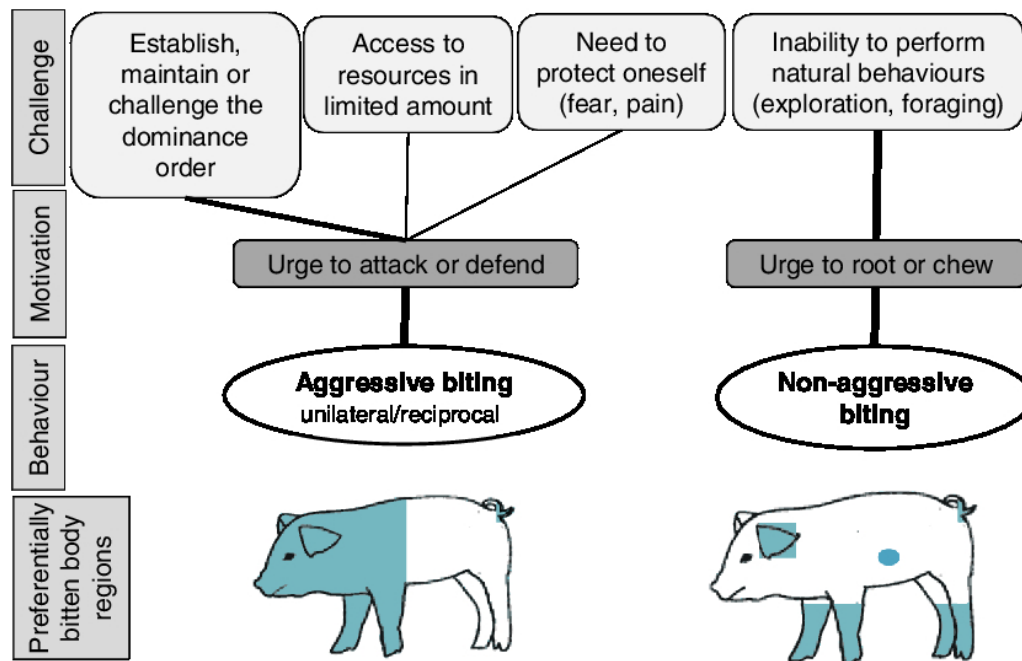 Challenge
Establish,
maintain or
challenge the
dominance
order
Access to
resources in
limited amount
Need to
protect oneself
(fear, pain)
Inability to perform
natural behaviours
(exploration, foraging)
Motivation
Urge to attack or defend
Urge to root or chew
Behaviour
Aggressive biting
unilateral/reciprocal
Non-aggressive
biting
Preferentially
bitten body
regions